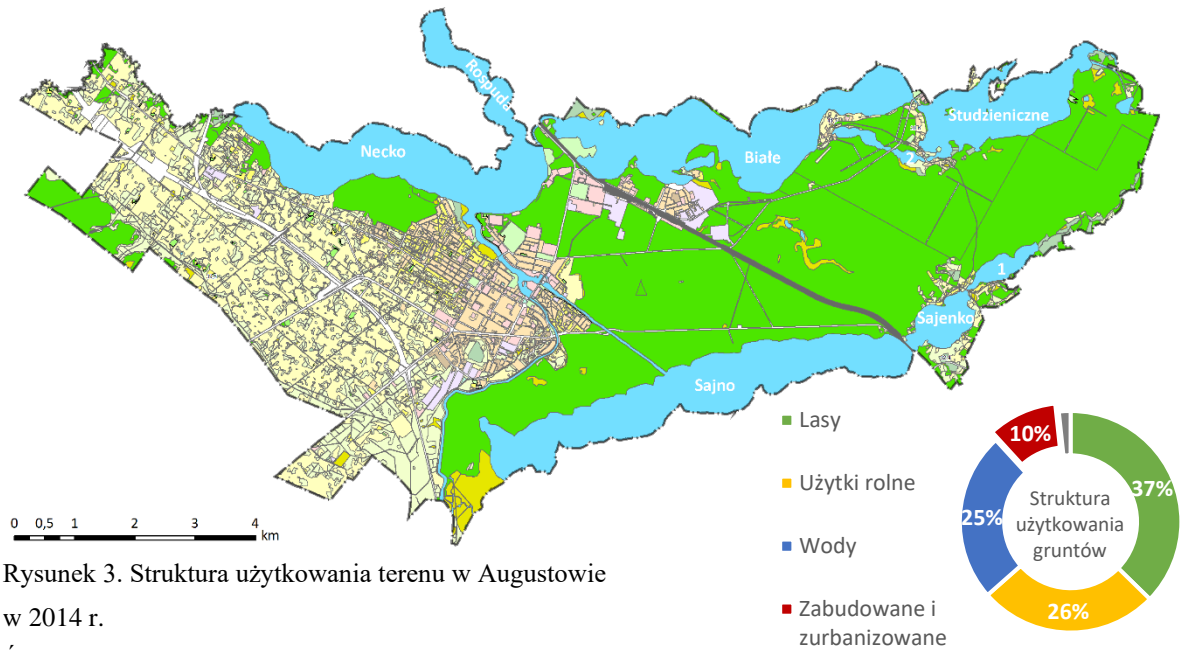 Rospuda
Necko
Białe
Studzieniczne
2
1
Sajenko
Sajno
0 0,5 1 2 3 4
km
Lasy
Użytki rolne
Wody
Zabudowane i
zurbanizowane
10%
37%
25%
26%
Struktura
użytkowania
gruntów
Rysunek 3. Struktura użytkowania terenu w Augustowie
w 2014 r.